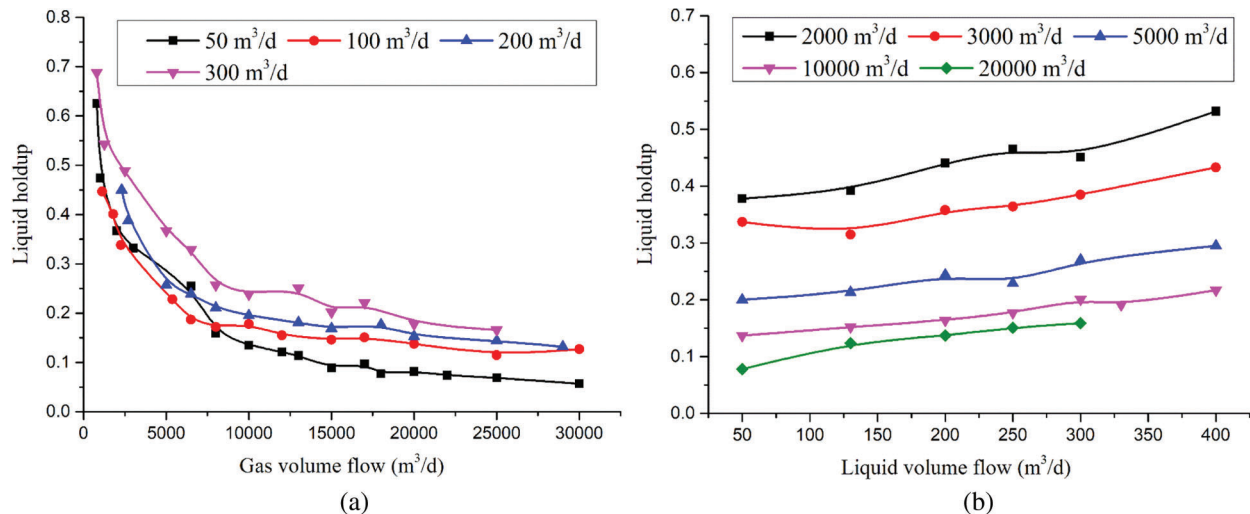 0.8
0.7
0.6
0.5
0.4
0.3
0.2
0.1
0.0
Liquid holdup
50 m³/d 100 m³/d 200 m³/d
300 m³/d
0 5000 10000 15000 20000 25000 30000
Gas volume flow (m³/d)
(a)
0.7
0.6
0.5
0.4
0.3
0.2
0.1
0.0
Liquid holdup
2000 m³/d 3000 m³/d 5000 m³/d
10000 m³/d 20000 m³/d
50 100 150 200 250 300 350 400
Liquid volume flow (m³/d)
(b)